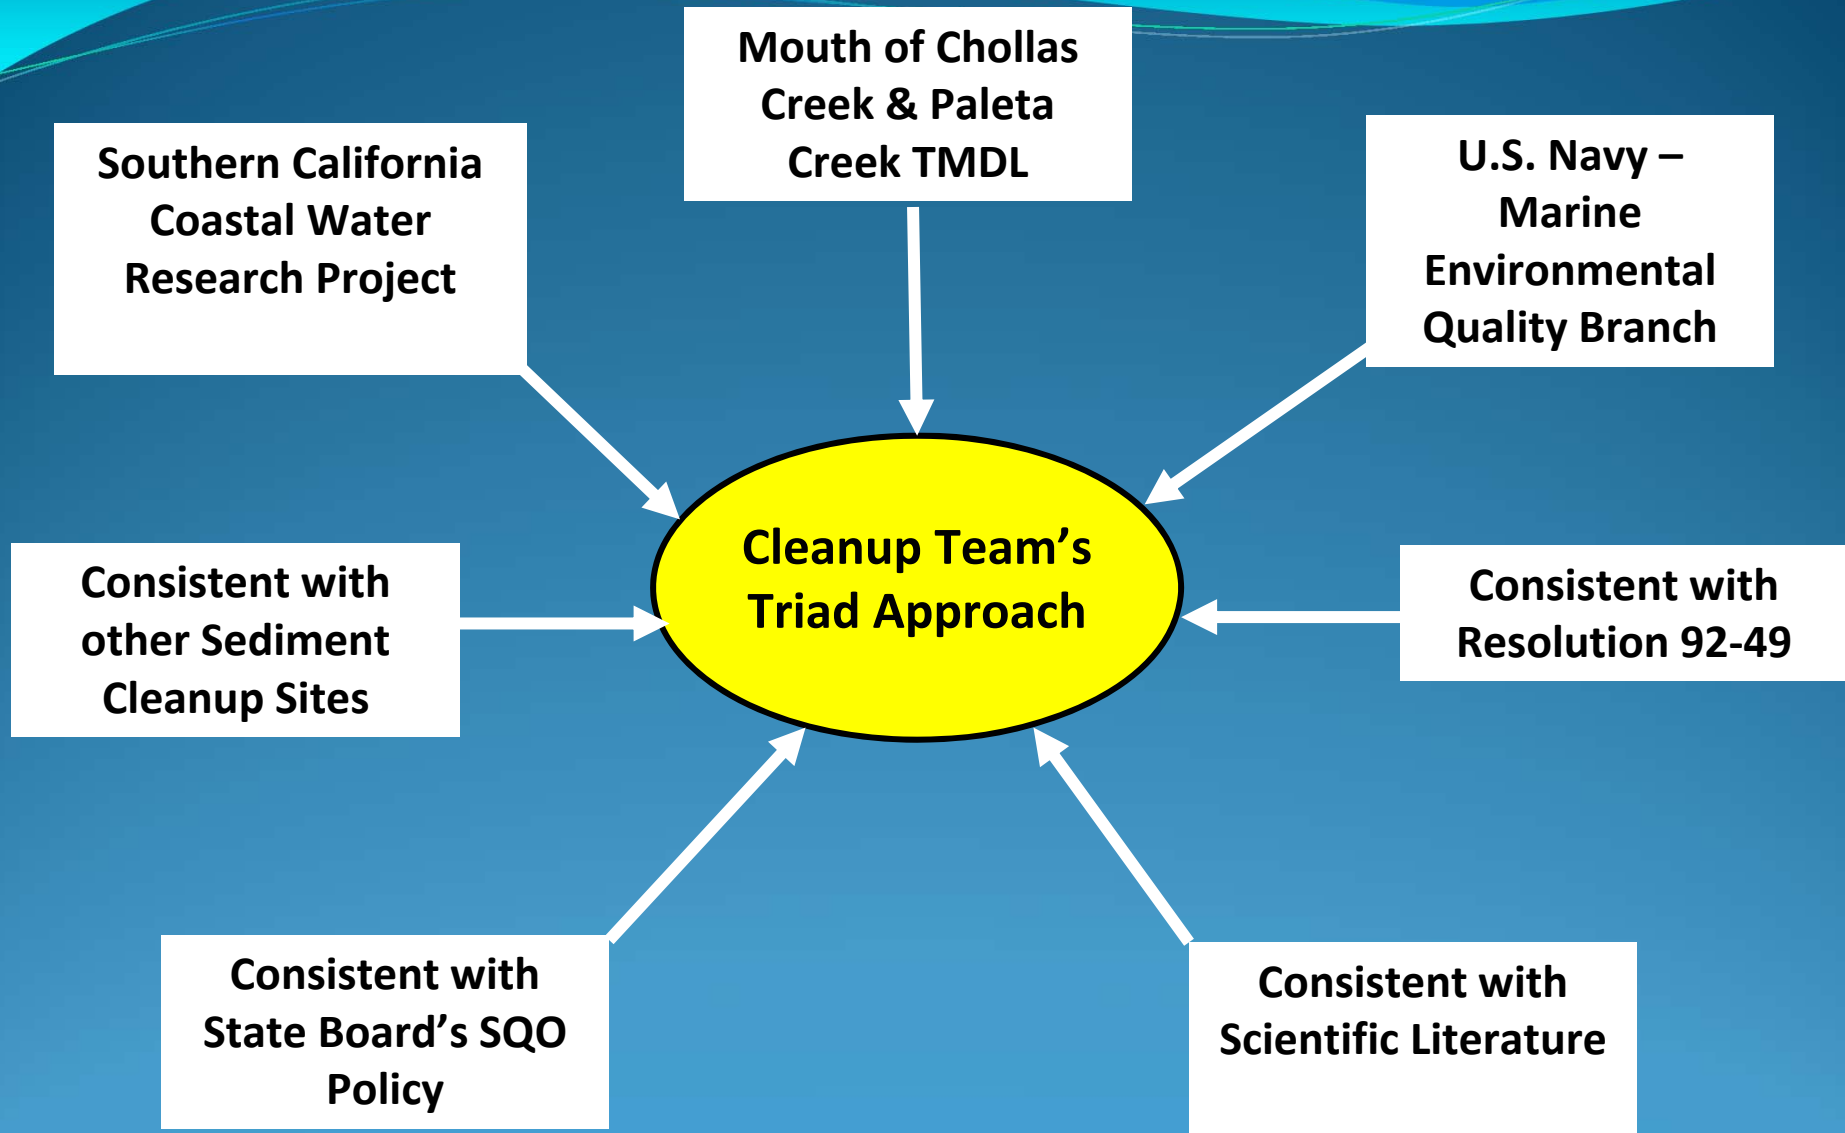 Mouth of Chollas
Creek & Paleta
Creek TMDL
Southern California
Coastal Water
Research Project
U.S. Navy –
Marine
Environmental
Quality Branch
Cleanup Team’s
Triad Approach
Consistent with
other Sediment
Cleanup Sites
Consistent with
Resolution 92-49
Consistent with
State Board’s SQO
Policy
Consistent with
Scientific Literature